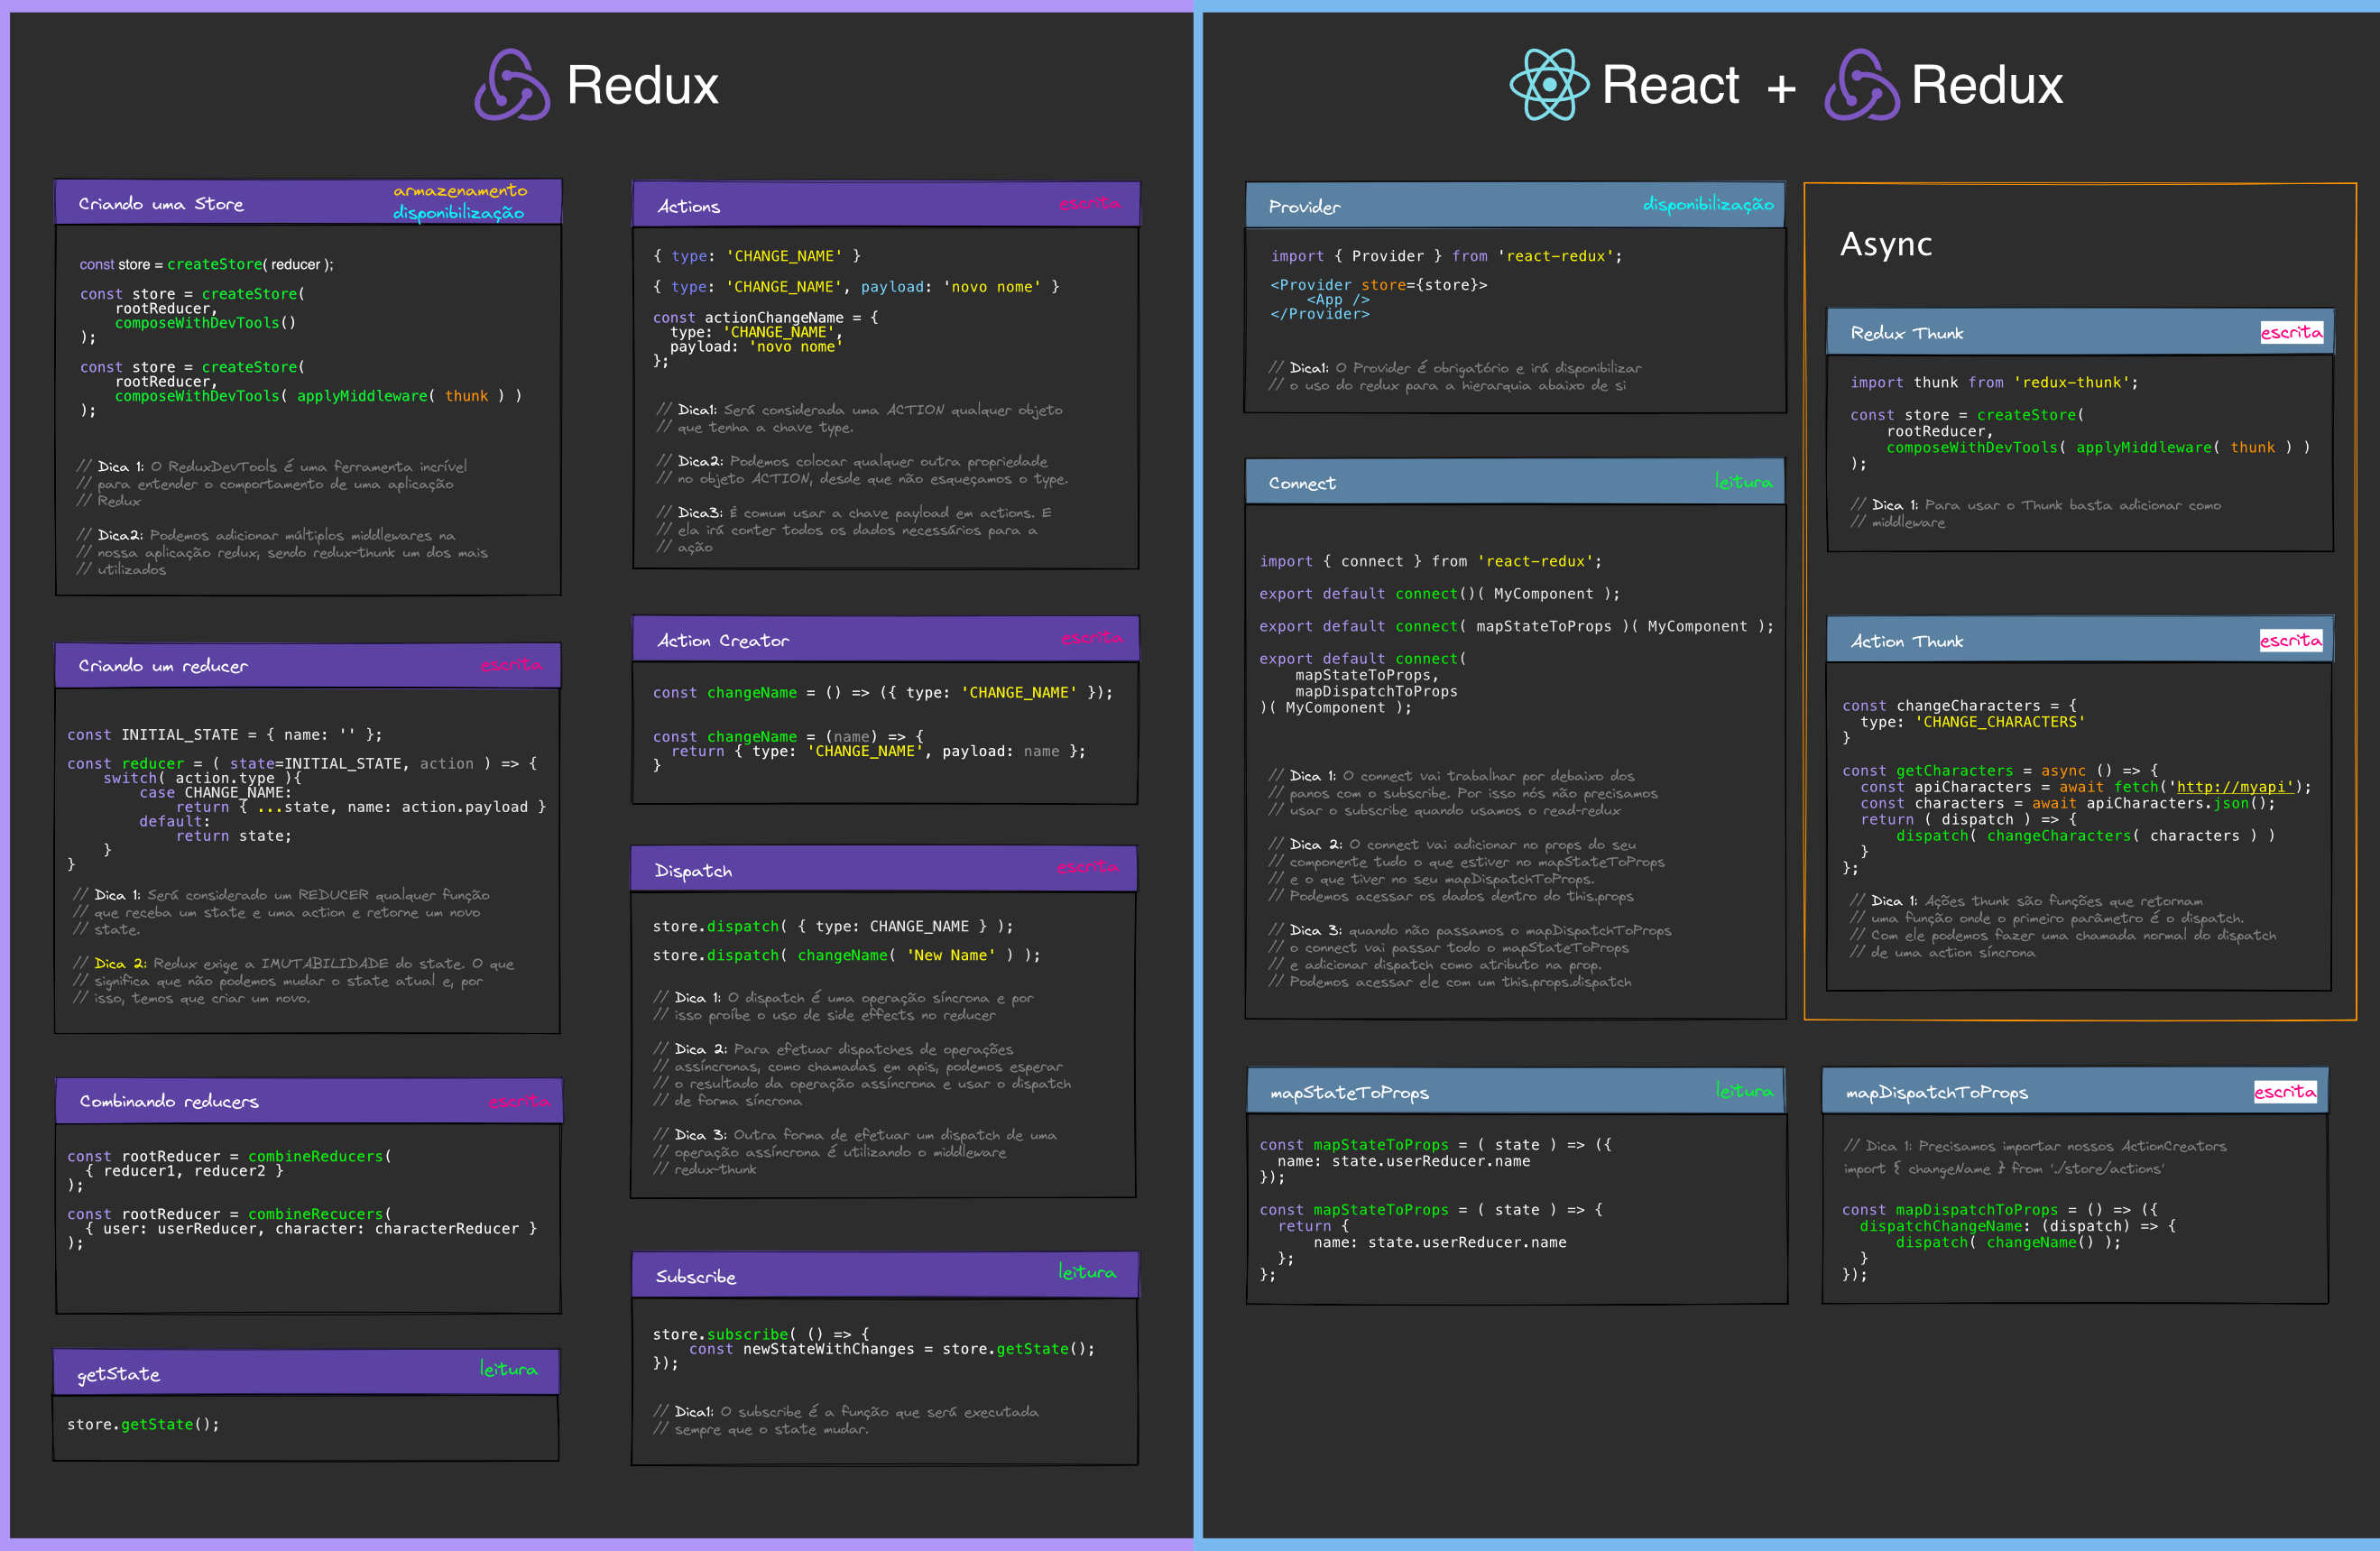 Redux
Criando uma Store
armazenamento
disponibilização
const store = createStore( reducer );
const store = createStore(
rootReducer,
composeWithDevTools()
);
const store = createStore(
rootReducer,
composeWithDevTools( applyMiddleware( thunk ) )
);
// Dica 1: O ReduxDevTools é uma ferramenta incrível
// para entender o comportamento de uma aplicação
// Redux
// Dica2: Podemos adicionar múltiplos middlewares na
// nossa aplicação redux, sendo redux-thunk um dos mais
// utilizados
Criando um reducer
escrita
const INITIAL_STATE = { name: '' };
const reducer = ( state=INITIAL_STATE, action ) => {
switch( action.type ){
case CHANGE_NAME:
return { ...state, name: action.payload }
default:
return state;
}
}
// Dica 1: Será considerado um REDUCER qualquer função
// que receba um state e uma action e retorne um novo
// state.
// Dica 2: Redux exige a IMUTABILIDADE do state. O que
// significa que não podemos mudar o state atual e, por
// isso, temos que criar um novo.
Combinando reducers
escrita
const rootReducer = combineReducers(
{ reducer1, reducer2 }
);
const rootReducer = combineRecucers(
{ user: userReducer, character: characterReducer }
);
getState
leitura
store.getState();
Actions
escrita
{ type: 'CHANGE_NAME' }
{ type: 'CHANGE_NAME', payload: 'novo nome' }
const actionChangeName = {
type: 'CHANGE_NAME',
payload: 'novo nome'
};
// Dica1: Será considerada uma ACTION qualquer objeto
// que tenha a chave type.
// Dica2: Podemos colocar qualquer outra propriedade
// no objeto ACTION, desde que não esqueçamos o type.
// Dica3: É comum usar a chave payload em actions. E
// ela irá conter todos os dados necessários para a
// ação
Action Creator
escrita
const changeName = () => ({ type: 'CHANGE_NAME' });
const changeName = (name) => {
return { type: 'CHANGE_NAME', payload: name };
}
Dispatch
escrita
store.dispatch( { type: CHANGE_NAME } );
store.dispatch( changeName( 'New Name' ) );
// Dica 1: O dispatch é uma operação síncrona e por
// isso proíbe o uso de side effects no reducer
// Dica 2: Para efetuar dispatches de operações
// assíncronas, como chamadas em apis, podemos esperar
// o resultado da operação assíncrona e usar o dispatch
// de forma síncrona
// Dica 3: Outra forma de efetuar um dispatch de uma
// operação assíncrona é utilizando o middleware
// redux-thunk
Subscribe
leitura
store.subscribe( () => {
const newStateWithChanges = store.getState();
});
// Dica1: O subscribe é a função que será executada
// sempre que o state mudar.
React + Redux
Provider
disponibilização
import { Provider } from 'react-redux';
<Provider store={store}>
<App />
</Provider>
// Dica1: O Provider é obrigatório e irá disponibilizar
// o uso do redux para a hierarquia abaixo de si
Connect
leitura
import { connect } from 'react-redux';
export default connect()( MyComponent );
export default connect( mapStateToProps )( MyComponent );
export default connect(
mapStateToProps,
mapDispatchToProps
)( MyComponent );
// Dica 1: O connect vai trabalhar por debaixo dos
// panos com o subscribe. Por isso nós não precisamos
// usar o subscribe quando usamos o read-redux
// Dica 2: O connect vai adicionar no props do seu
// componente tudo o que estiver no mapStateToProps
// e o que tiver no seu mapDispatchToProps.
// Podemos acessar os dados dentro do this.props
// Dica 3: quando não passamos o mapDispatchToProps
// o connect vai passar todo o mapStateToProps
// e adicionar dispatch como atributo na prop.
// Podemos acessar ele com um this.props.dispatch
Async
Redux Thunk
escrita
import thunk from 'redux-thunk';
const store = createStore(
rootReducer,
composeWithDevTools( applyMiddleware( thunk ) )
);
// Dica 1: Para usar o Thunk basta adicionar como
// middleware
Action Thunk
escrita
const changeCharacters = {
type: 'CHANGE_CHARACTERS'
}
const getCharacters = async () => {
const apiCharacters = await fetch('http://myapi');
const characters = await apiCharacters.json();
return ( dispatch ) => {
dispatch( changeCharacters( characters ) )
}
};
// Dica 1: Ações thunk são funções que retornam
// uma função onde o primeiro parâmetro é o dispatch.
// Com ele podemos fazer uma chamada normal do dispatch
// de uma action síncrona
mapStateToProps
leitura
const mapStateToProps = ( state ) => ({
name: state.userReducer.name
});
const mapStateToProps = ( state ) => {
return {
name: state.userReducer.name
};
};
mapDispatchToProps
escrita
// Dica 1: Precisamos importar nossos ActionCreators
import { changeName } from './store/actions'
const mapDispatchToProps = () => ({
dispatchChangeName: (dispatch) => {
dispatch( changeName() );
}
});